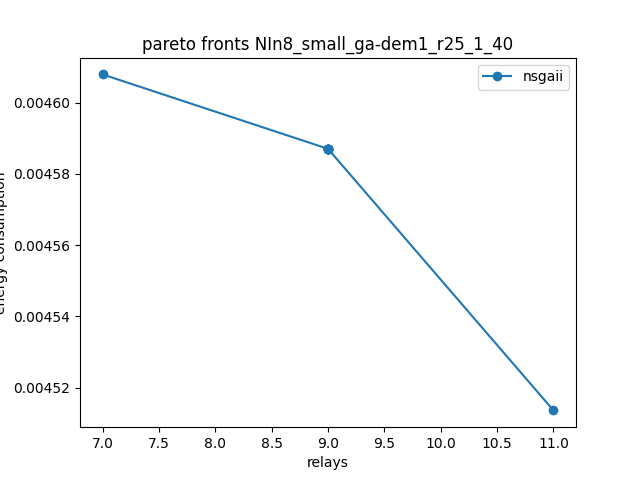 pareto fronts NIn8_small_ga-dem1_r25_1_40
nsgaii
0.00460
0.00458
0.00456
0.00454
0.00452
energy consumption
7.0 7.5 8.0 8.5 9.0 9.5 10.0 10.5 11.0
relays